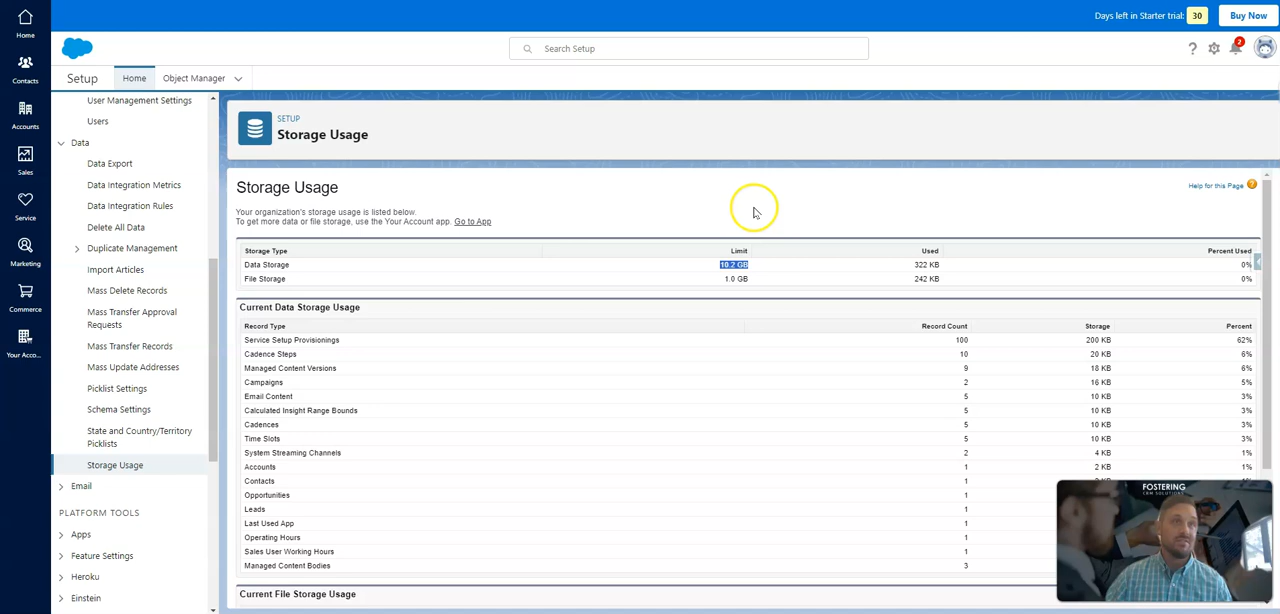 Days left in Starter trial: 30 Buy Now
Home
Contacts
Accounts
Sales
Service
Marketing
Commerce
Your Acco...
Search Setup
2
Setup Home Object Manager
User Management Settings
Users
Data
Data Export
Data Integration Metrics
Data Integration Rules
Delete All Data
Duplicate Management
Import Articles
Mass Delete Records
Mass Transfer Approval
Requests
Mass Transfer Records
Mass Update Addresses
Picklist Settings
Schema Settings
State and Country/Territory
Picklists
Storage Usage
Email
PLATFORM TOOLS
Apps
Feature Settings
Heroku
Einstein
SETUP
Storage Usage
Storage Usage
Help for this Page
Your organization's storage usage is listed below.
To get more data or file storage, use the Your Account app. Go to App
Storage Type Limit Used Percent Used
Data Storage 10.2 GB 322 KB 0%
File Storage 1.0 GB 242 KB 0%
Current Data Storage Usage
Record Type Record Count Storage Percent
Service Setup Provisionings 100 200 KB 62%
Cadence Steps 10 20 KB 6%
Managed Content Versions 9 18 KB 6%
Campaigns 2 16 KB 5%
Email Content 5 10 KB 3%
Calculated Insight Range Bounds 5 10 KB 3%
Cadences 5 10 KB 3%
Time Slots 5 10 KB 3%
System Streaming Channels 2 4 KB 1%
Accounts 1 2 KB 1%
Contacts 1
Opportunities 1
Leads 1
Last Used App 1
Operating Hours 1
Sales User Working Hours 1
Managed Content Bodies 3
Current File Storage Usage
FOSTERING
CRM SOLUTIONS